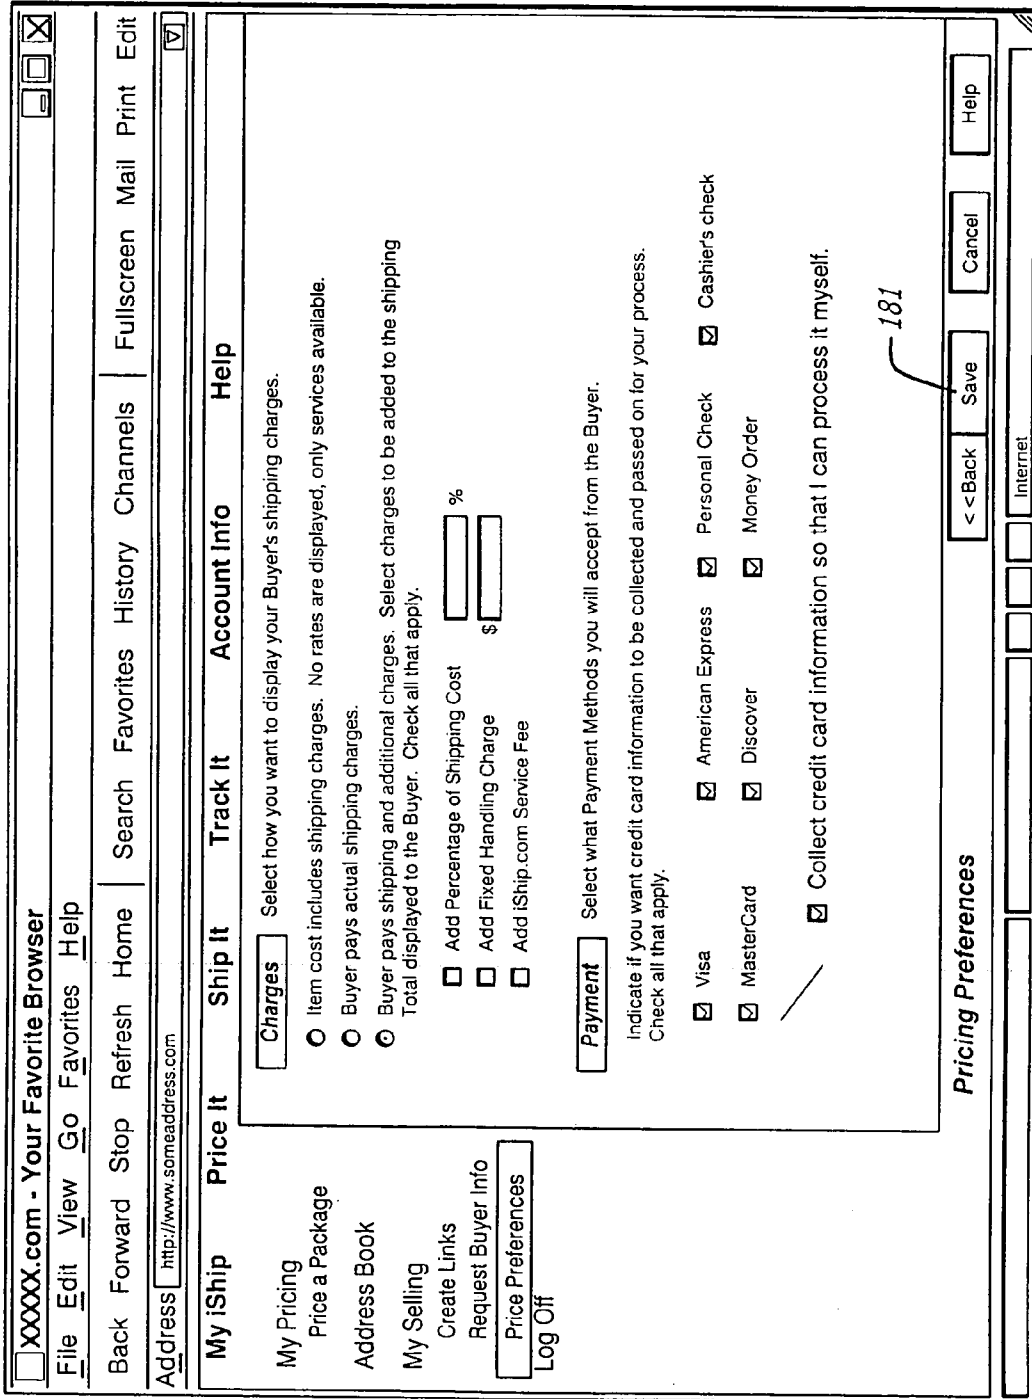 XXXXX.com - Your Favorite Browser
File Edit View Go Favorites Help
Back Forward Stop Refresh Home Search Favorites History Channels Fullscreen Mail Print Edit
Address http://www.someaddress.com
My iShip Price It Ship It Track It Account Info Help
My Pricing
Price a Package
Address Book
My Selling
Create Links
Request Buyer Info
Price Preferences
Log Off
Charges Select how you want to display your Buyer's shipping charges.
Item cost includes shipping charges. No rates are displayed, only services available.
Buyer pays actual shipping charges.
Buyer pays shipping and additional charges. Select charges to be added to the shipping
Total displayed to the Buyer. Check all that apply.
Add Percentage of Shipping Cost %
Add Fixed Handling Charge $
Add iShip.com Service Fee
Payment Select what Payment Methods you will accept from the Buyer.
Indicate if you want credit card information to be collected and passed on for your process.
Check all that apply.
Visa American Express Personal Check Cashier's check
MasterCard Discover Money Order
Collect credit card information so that I can process it myself.
181
Pricing Preferences <<Back Save Cancel Help
Internet